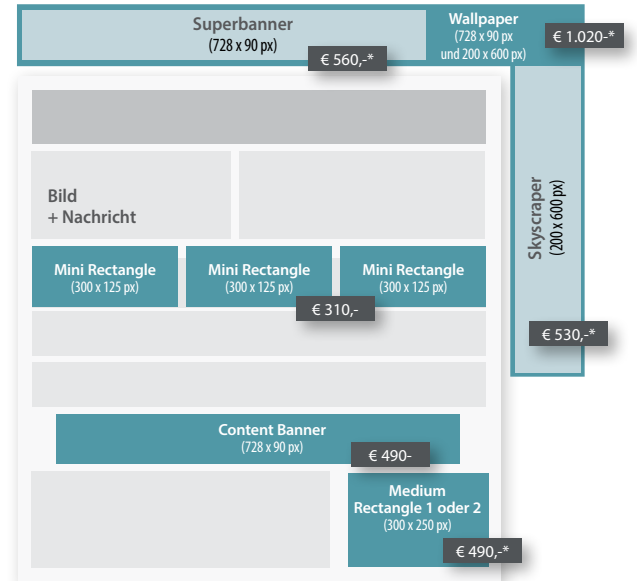 Superbanner
(728 x 90 px)
€ 560,-*
Wallpaper
(728 x 90 px
und 200 x 600 px)
€ 1.020-*
Skyscraper
(200 x 600 px)
€ 530,-*
Bild
+ Nachricht
Mini Rectangle
(300 x 125 px)
Mini Rectangle
(300 x 125 px)
Mini Rectangle
(300 x 125 px)
€ 310,-
Content Banner
(728 x 90 px)
€ 490-
Medium
Rectangle 1 oder 2
(300 x 250 px)
€ 490,-*